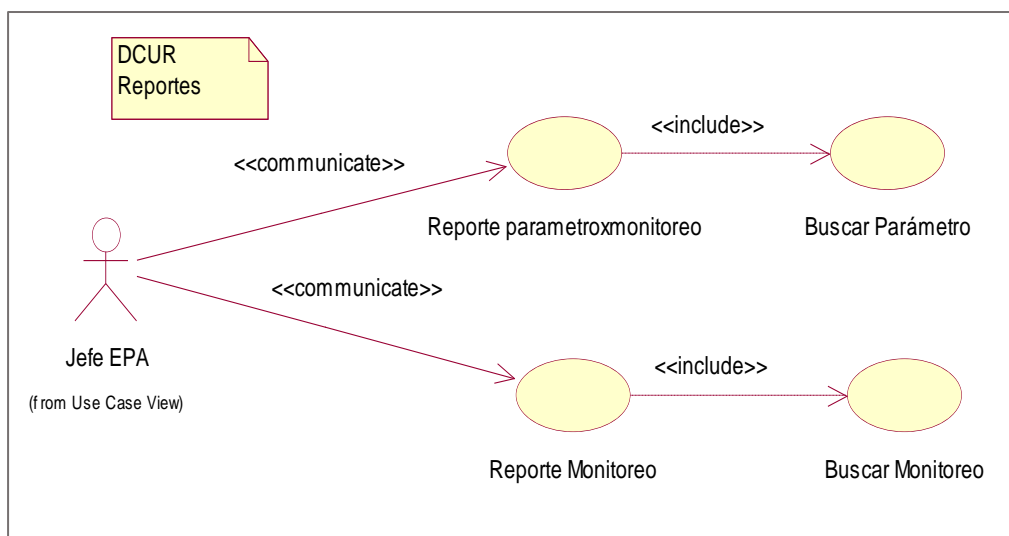 DCUR
Reportes
<<include>>
<<communicate>>
Reporte parametroxmonitoreo
Buscar Parámetro
<<communicate>>
Jefe EPA
(from Use Case View)
<<include>>
Reporte Monitoreo
Buscar Monitoreo